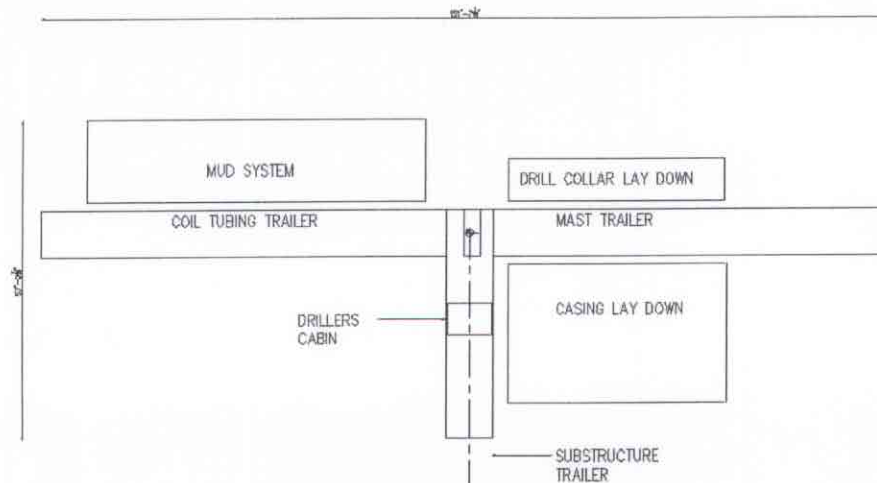 MUD SYSTEM
DRILL COLLAR LAY DOWN
COIL TUBING TRAILER
MAST TRAILER
CASING LAY DOWN
DRILLERS
CABIN
SUBSTRUCTURE
TRAILER